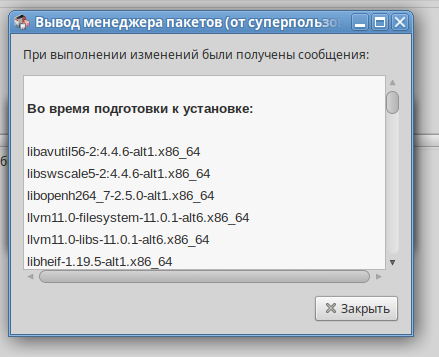 Вывод менеджера пакетов (от суперпользо
При выполнении изменений были получены сообщения:
Во время подготовки к установке:
libavutil56-2:4.4.6-alt1.x86_64
libswscale5-2:4.4.6-alt1.x86_64
libopenh264_7-2.5.0-alt1.x86_64
llvm11.0-filesystem-11.0.1-alt6.x86_64
llvm11.0-libs-11.0.1-alt6.x86_64
libheif-1.19.5-alt1.x86_64
Закрыть